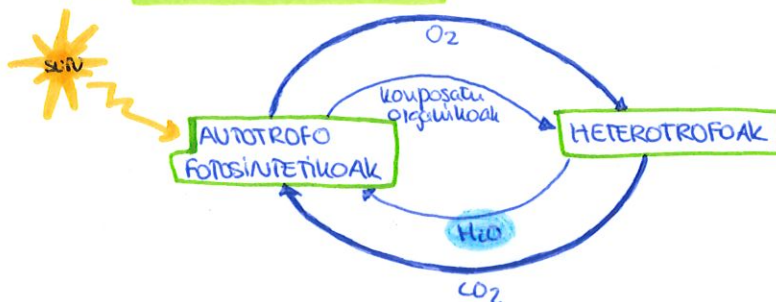 O2
SUN
konposatu
organikoak
AUTOTROFO
FOTOSINTETIKOAK
HETEROTROFOAK
H2O
CO2